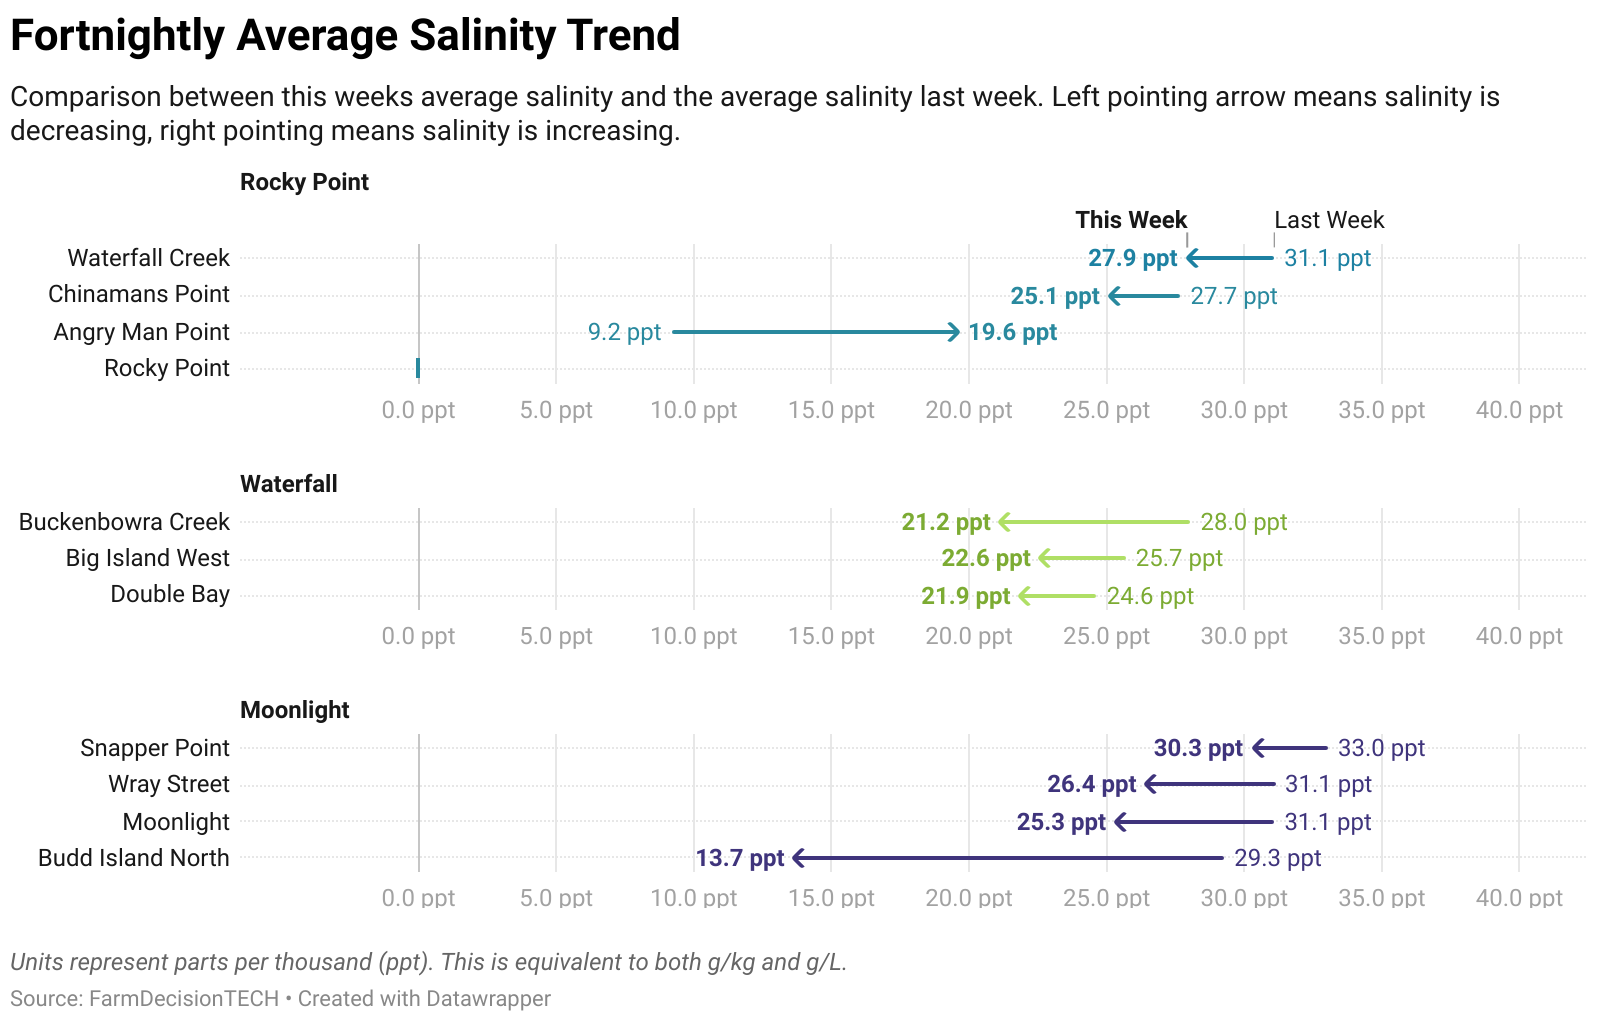 Fortnightly Average Salinity Trend
Comparison between this weeks average salinity and the average salinity last week. Left pointing arrow means salinity is
decreasing, right pointing means salinity is increasing.
Rocky Point
This Week Last Week
Waterfall Creek 27.9 ppt 31.1 ppt
Chinamans Point 25.1 ppt 27.7 ppt
Angry Man Point 9.2 ppt 19.6 ppt
Rocky Point
0.0 ppt 5.0 ppt 10.0 ppt 15.0 ppt 20.0 ppt 25.0 ppt 30.0 ppt 35.0 ppt 40.0 ppt
Waterfall
Buckenbowra Creek 21.2 ppt 28.0 ppt
Big Island West 22.6 ppt 25.7 ppt
Double Bay 21.9 ppt 24.6 ppt
0.0 ppt 5.0 ppt 10.0 ppt 15.0 ppt 20.0 ppt 25.0 ppt 30.0 ppt 35.0 ppt 40.0 ppt
Moonlight
Snapper Point 30.3 ppt 33.0 ppt
Wray Street 26.4 ppt 31.1 ppt
Moonlight 25.3 ppt 31.1 ppt
Budd Island North 13.7 ppt 29.3 ppt
0.0 ppt 5.0 ppt 10.0 ppt 15.0 ppt 20.0 ppt 25.0 ppt 30.0 ppt 35.0 ppt 40.0 ppt
Units represent parts per thousand (ppt). This is equivalent to both g/kg and g/L.
Source: FarmDecisionTECH • Created with Datawrapper